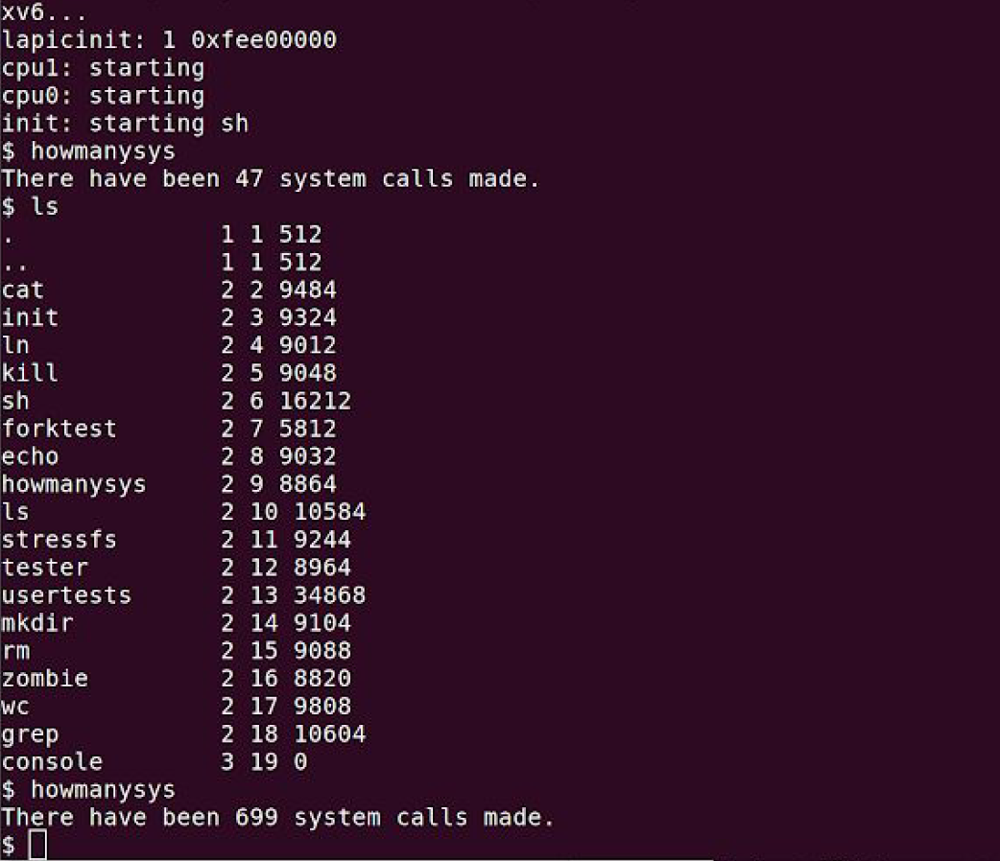 xv6...
lapicinit: 1 0xfee00000
cpu1: starting
cpu0: starting
init: starting sh
$ howmanysys
There have been 47 system calls made.
$ ls
. 1 1 512
.. 1 1 512
cat 2 2 9484
init 2 3 9324
ln 2 4 9012
kill 2 5 9048
sh 2 6 16212
forktest 2 7 5812
echo 2 8 9032
howmanysys 2 9 8864
ls 2 10 10584
stressfs 2 11 9244
tester 2 12 8964
usertests 2 13 34868
mkdir 2 14 9104
rm 2 15 9088
zombie 2 16 8820
wc 2 17 9808
grep 2 18 10604
console 3 19 0
$ howmanysys
There have been 699 system calls made.
$